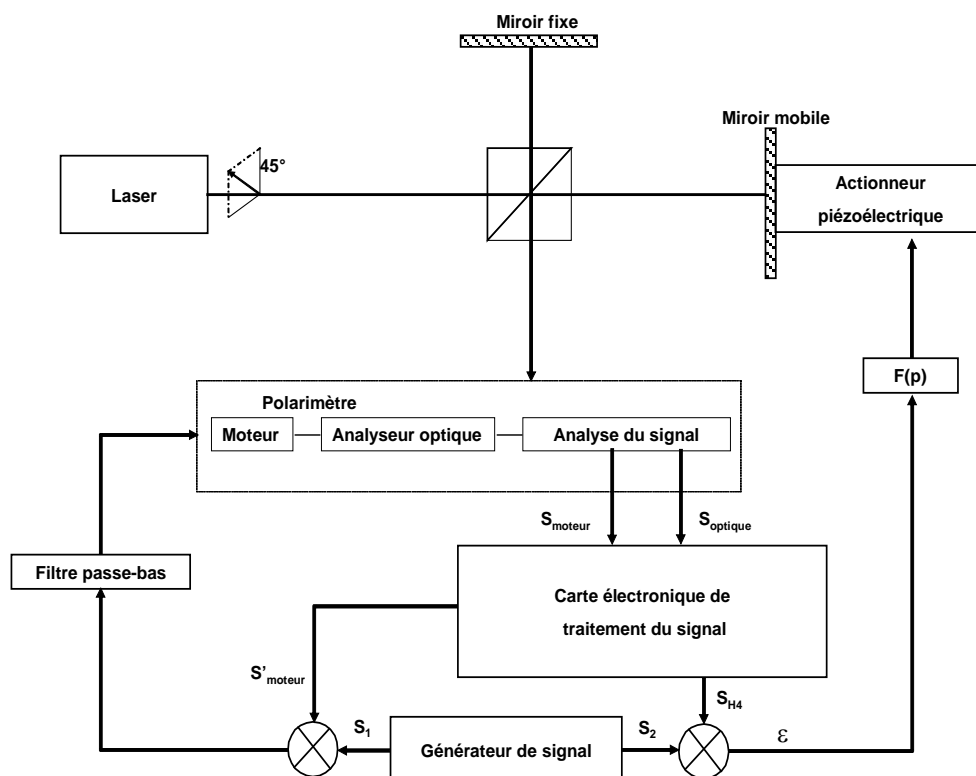 Miroir fixe
Miroir mobile
45°
Laser
Actionneur
piézoélectrique
F(p)
Polarimètre
Moteur
Analyseur optique
Analyse du signal
Smoteur
Soptique
Filtre passe-bas
Carte électronique de
traitement du signal
S'moteur
SH4
S1
Générateur de signal
S2
ε